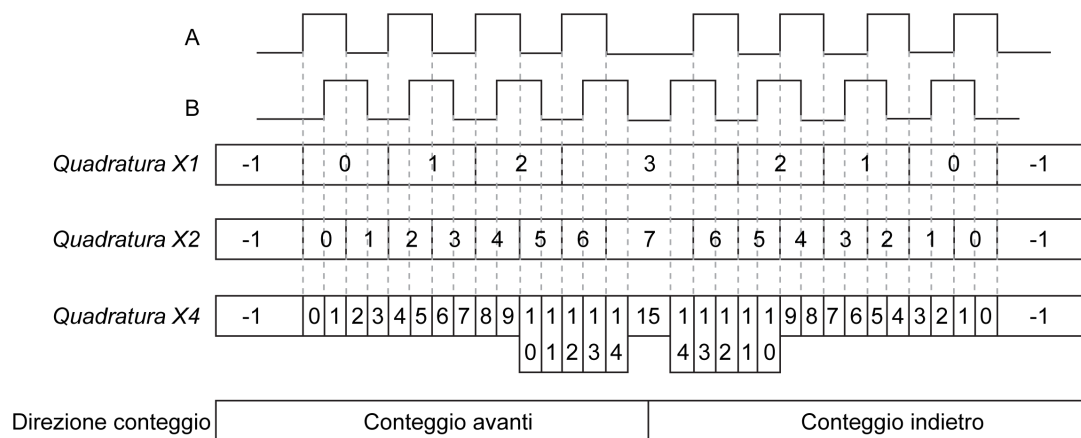 A
B
Quadratura X1 -1 0 1 2 3 2 1 0 -1
Quadratura X2 -1 0 1 2 3 4 5 6 7 6 5 4 3 2 1 0 -1
Quadratura X4 -1 0 1 2 3 4 5 6 7 8 9 1 1 1 1 1 15 1 1 1 1 1 9 8 7 6 5 4 3 2 1 0 -1
0 1 2 3 4 4 3 2 1 0
Direzione conteggio Conteggio avanti Conteggio indietro